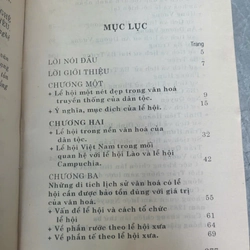 MỤC LỤC
Trang
LỜI NÓI ĐẦU 5
LỜI GIỚI THIỆU 7
CHƯƠNG MỘT
• Lễ hội một nét đẹp trong văn hoá
truyền thống của dân tộc. 9
• Ý nghĩa, mục đích của lễ hội. 15
CHƯƠNG HAI
• Lễ hội trong nền văn hoá của
dân tộc. 32
• Lễ hội Việt Nam trong mối
quan hệ với lễ hội Lào và lễ hội
Campuchia. 42
CHƯƠNG BA
Những di tích lịch sử văn hoá có lễ
hội cần được bảo tồn đúng với giá trị
của văn hoá. 55
• Vấn đề lễ hội và cách tổ chức
lễ hội 61
• Về phần rước theo lễ hội xưa. 64
• Về phần tế theo lễ hội xưa. 69